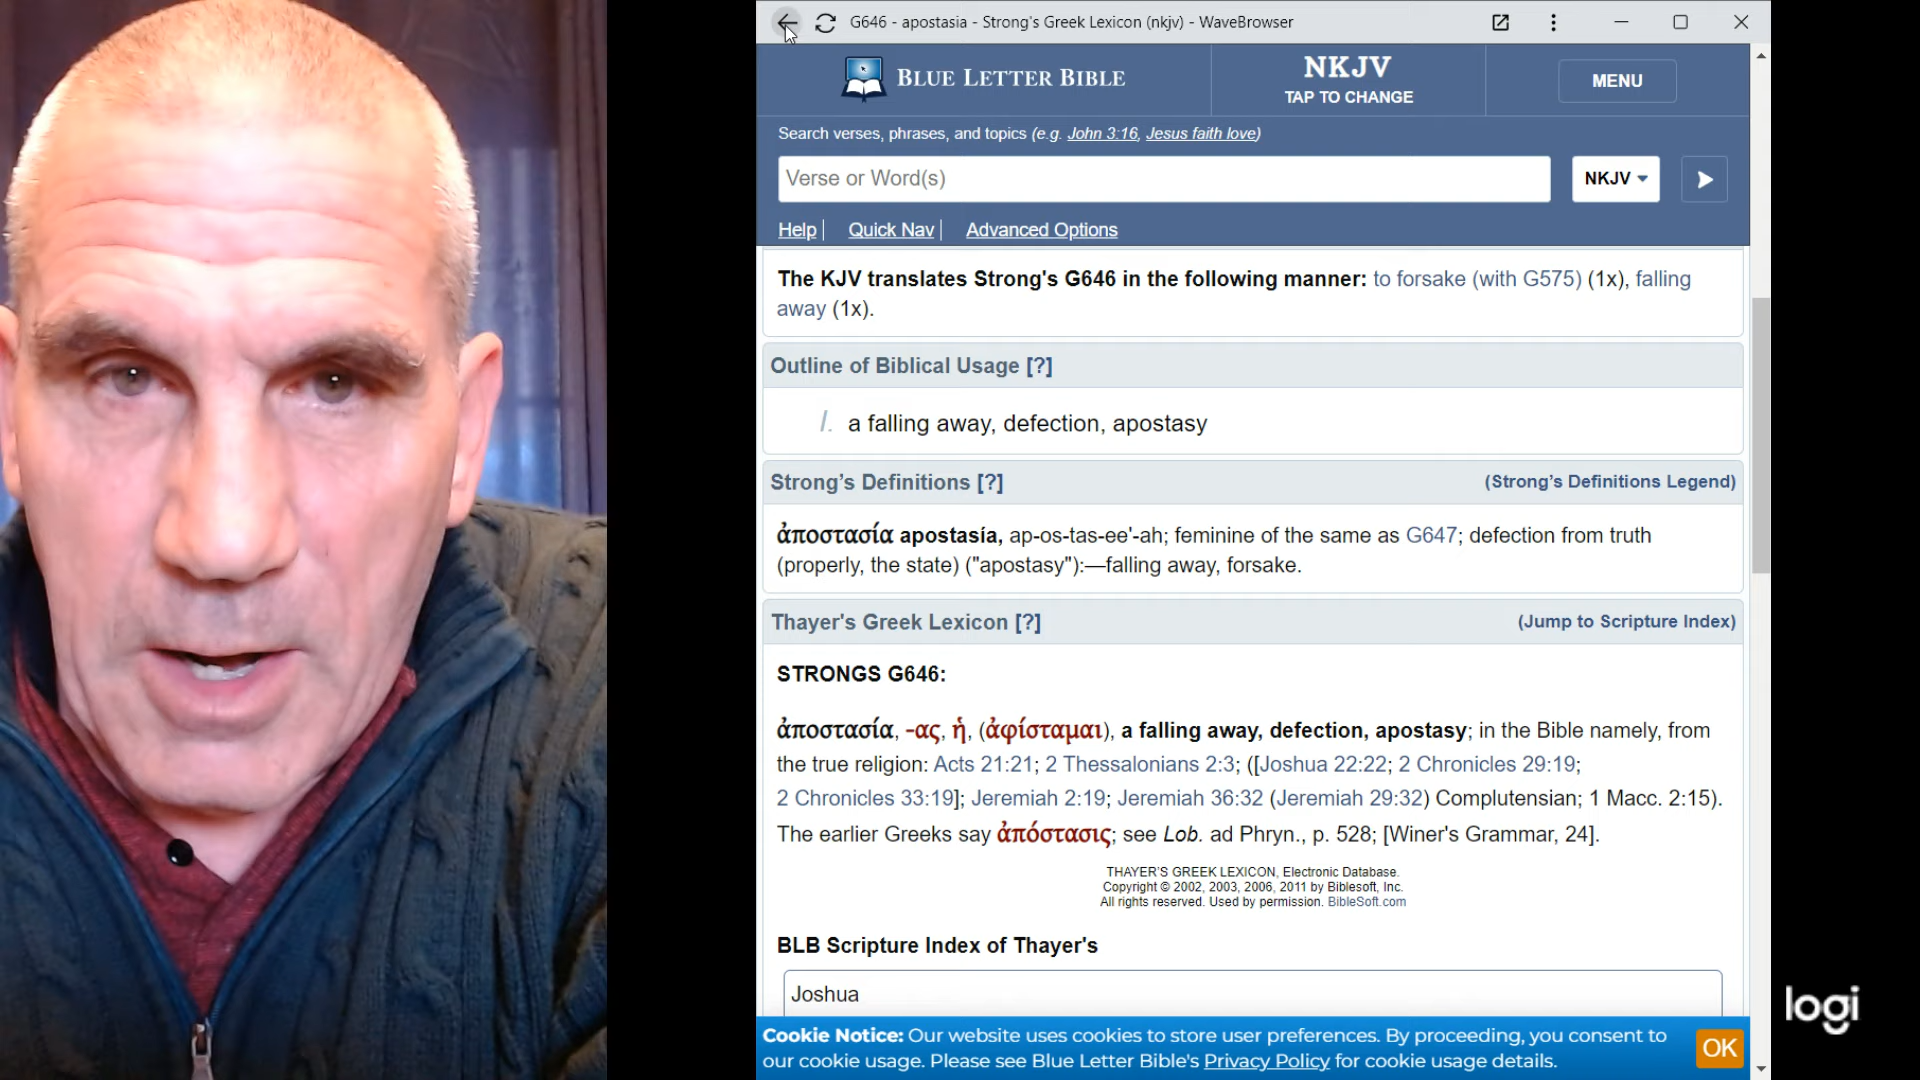 G646 - apostasia - Strong's Greek Lexicon (nkjv) - WaveBrowser
BLUE LETTER BIBLE
NKJV
TAP TO CHANGE
MENU
Search verses, phrases, and topics (e.g. John 3:16, Jesus faith love)
Verse or Word(s)
NKJV
Help | Quick Nav | Advanced Options
The KJV translates Strong's G646 in the following manner: to forsake (with G575) (1x), falling
away (1x).
Outline of Biblical Usage [?]
I. a falling away, defection, apostasy
Strong’s Definitions [?]
(Strong’s Definitions Legend)
ἀποστασία apostasía, ap-os-tas-ee'-ah; feminine of the same as G647; defection from truth
(properly, the state) ("apostasy"):—falling away, forsake.
Thayer's Greek Lexicon [?]
(Jump to Scripture Index)
STRONGS G646:
ἀποστασία, -ας, ἡ, (ἀφίσταμαι), a falling away, defection, apostasy; in the Bible namely, from
the true religion: Acts 21:21; 2 Thessalonians 2:3; ([Joshua 22:22; 2 Chronicles 29:19;
2 Chronicles 33:19]; Jeremiah 2:19; Jeremiah 36:32 (Jeremiah 29:32) Complutensian; 1 Macc. 2:15).
The earlier Greeks say ἀπόστασις; see Lob. ad Phryn., p. 528; [Winer's Grammar, 24].
THAYER'S GREEK LEXICON, Electronic Database.
Copyright © 2002, 2003, 2006, 2011 by Biblesoft, Inc.
All rights reserved. Used by permission. BibleSoft.com
BLB Scripture Index of Thayer's
Joshua
Cookie Notice: Our website uses cookies to store user preferences. By proceeding, you consent to
our cookie usage. Please see Blue Letter Bible's Privacy Policy for cookie usage details.
OK
logi